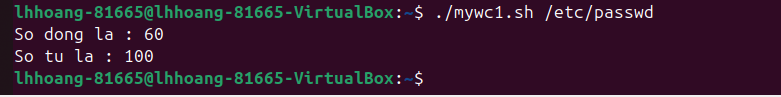 lhhoang-81665@lhhoang-81665-VirtualBox:~$ ./mywc1.sh /etc/passwd
So dong la : 60
So tu la : 100
lhhoang-81665@lhhoang-81665-VirtualBox:~$